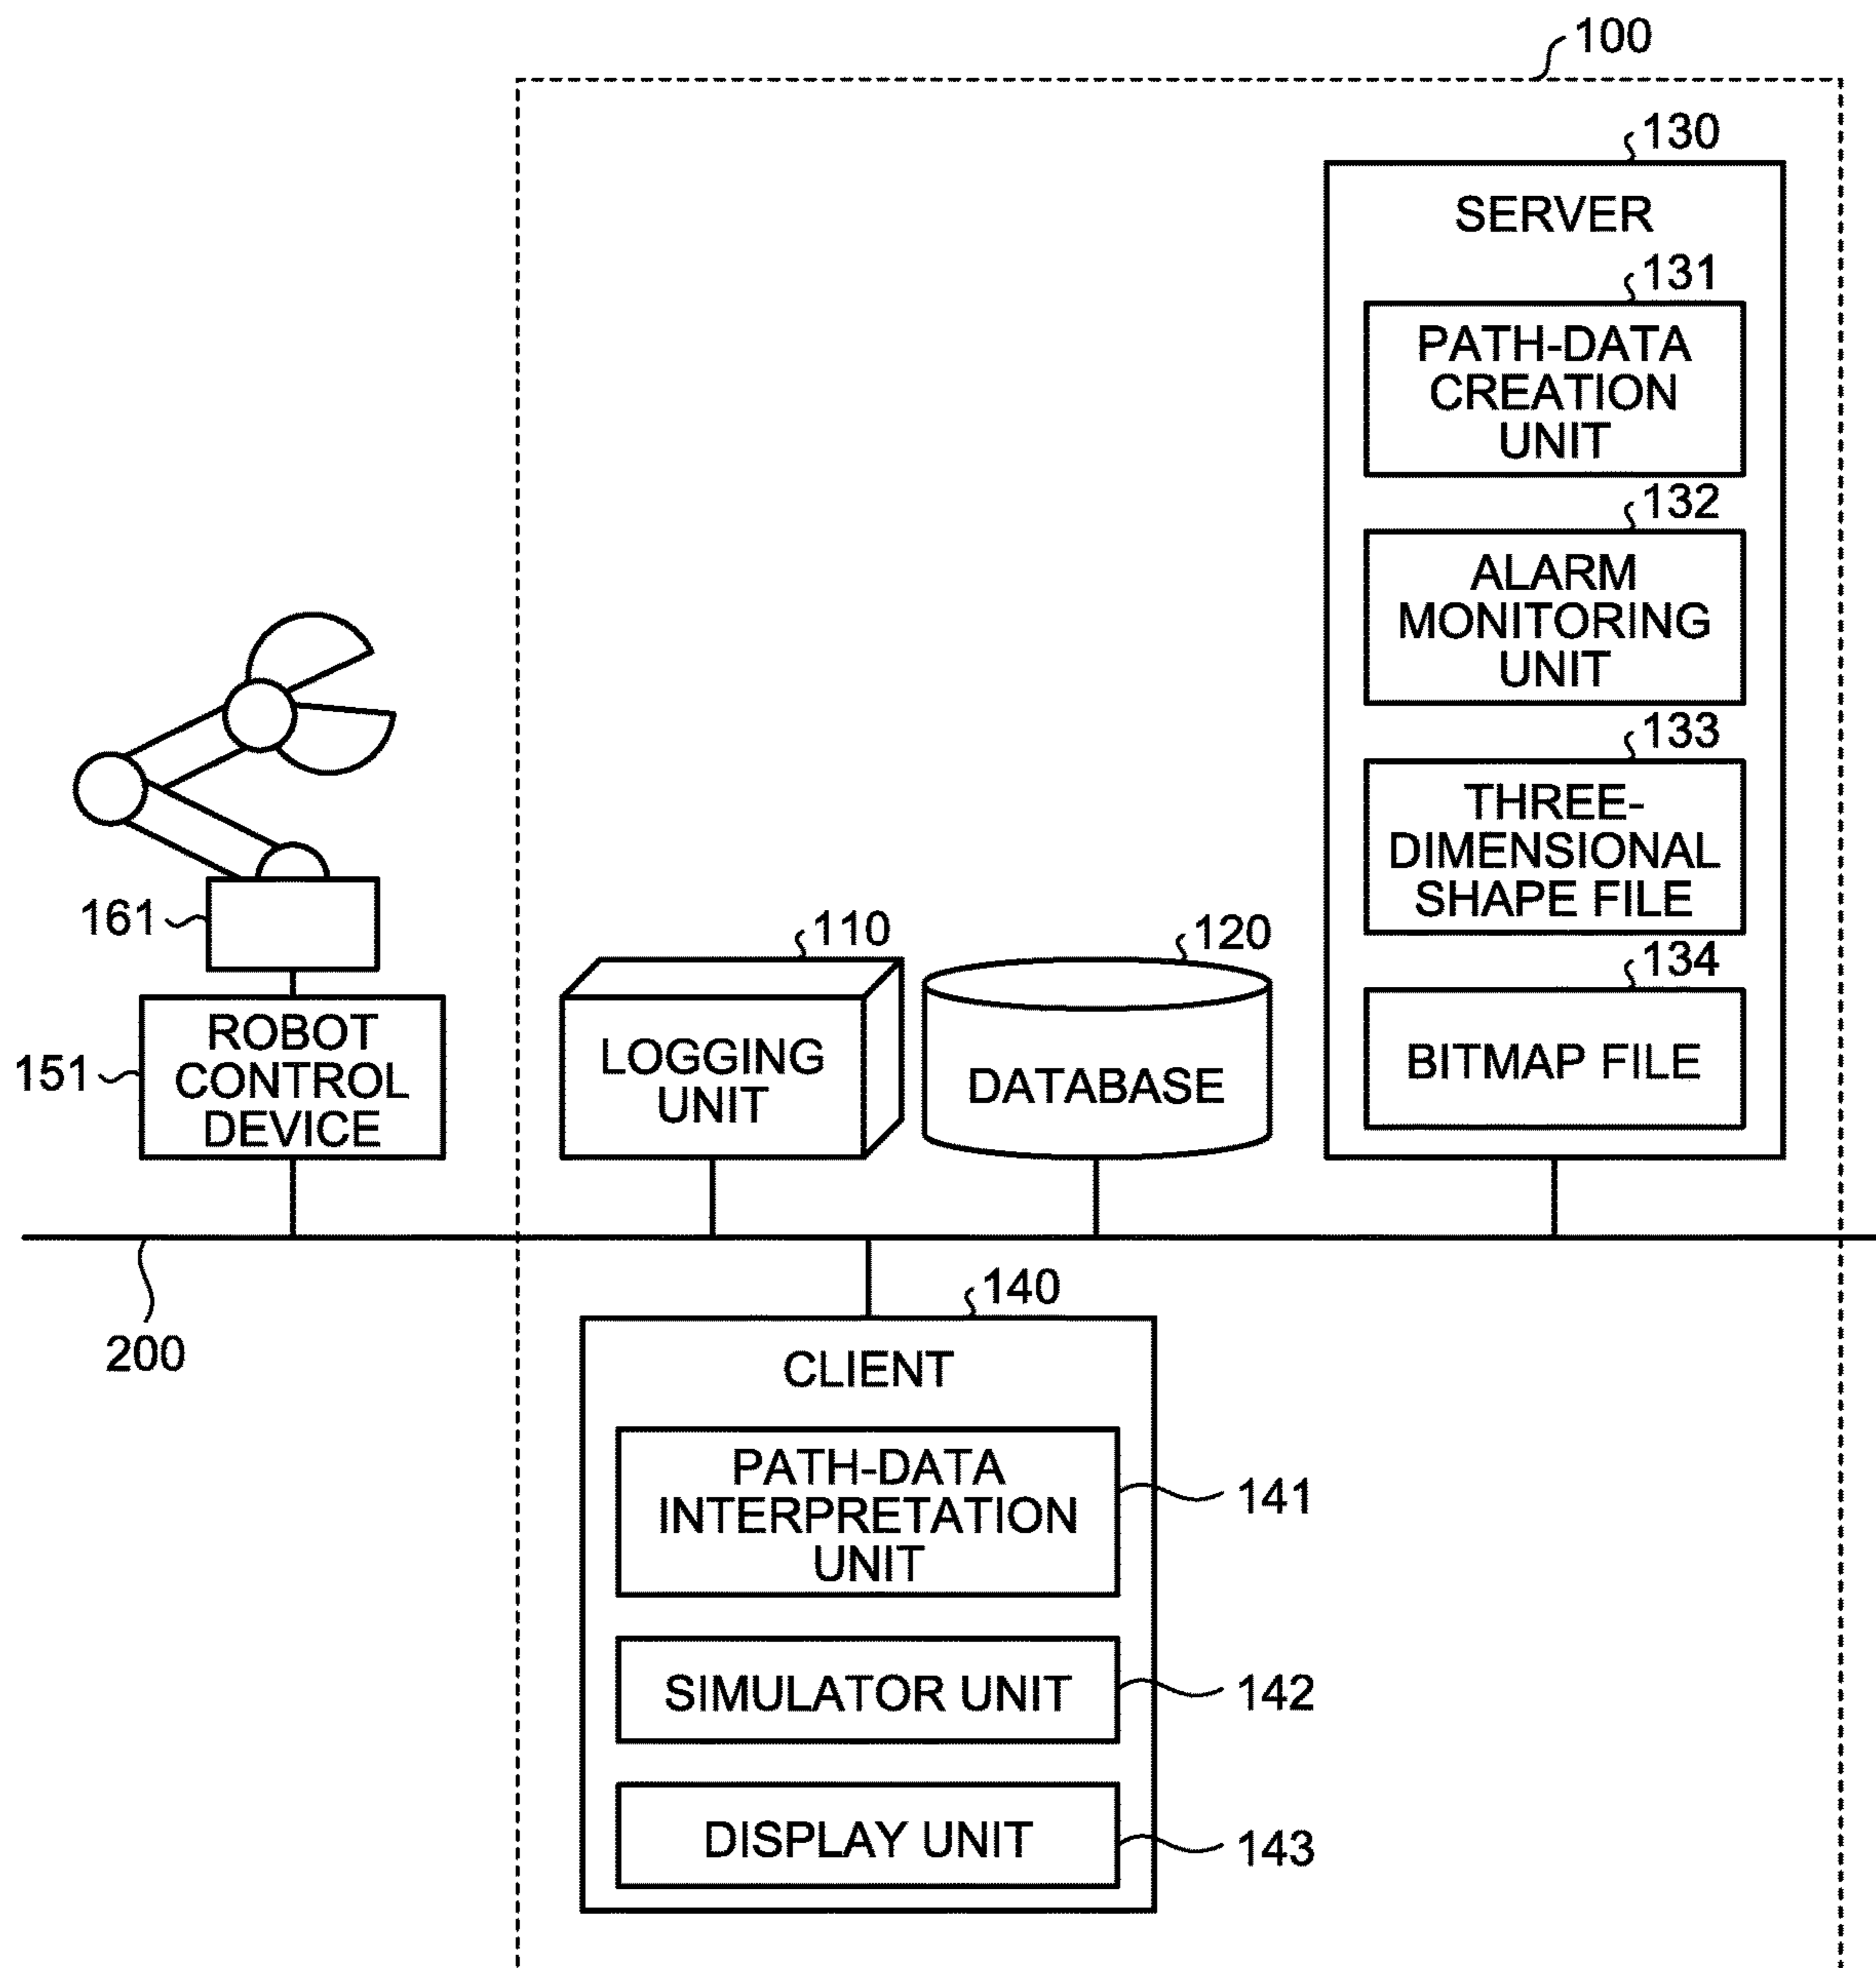 100
130
SERVER
131
PATH-DATA
CREATION
UNIT
132
ALARM
MONITORING
UNIT
133
THREE-
DIMENSIONAL
SHAPE FILE
134
BITMAP FILE
161
151
ROBOT
CONTROL
DEVICE
110
LOGGING
UNIT
120
DATABASE
200
140
CLIENT
PATH-DATA
INTERPRETATION
UNIT
141
SIMULATOR UNIT
142
DISPLAY UNIT
143